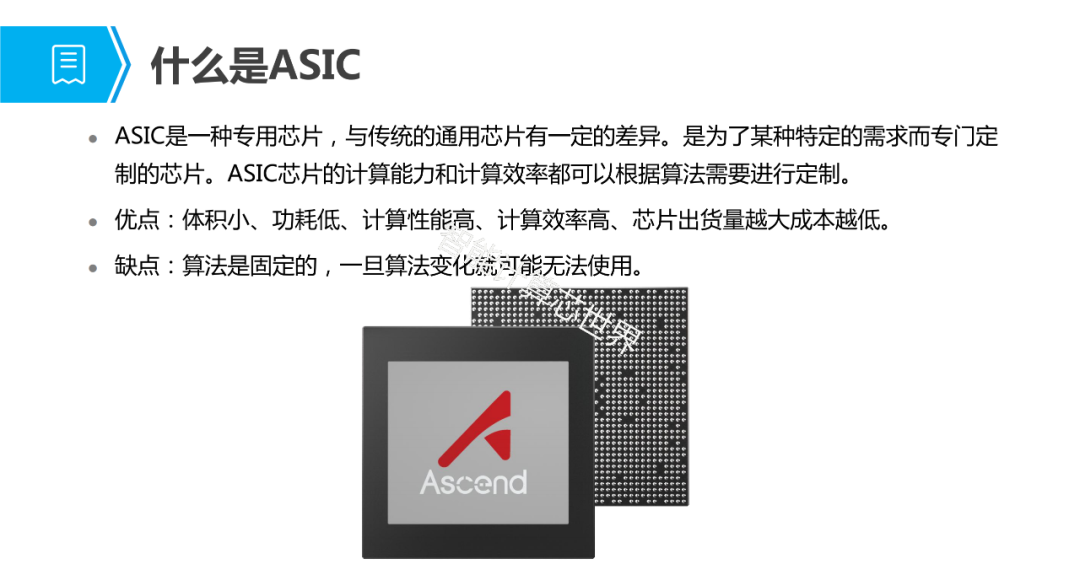 什么是ASIC
ASIC是一种专用芯片，与传统的通用芯片有一定的差异。是为了某种特定的需求而专门定
制的芯片。ASIC芯片的计算能力和计算效率都可以根据算法需要进行定制。
优点：体积小、功耗低、计算性能高、计算效率高、芯片出货量越大成本越低。
缺点：算法是固定的，一旦算法变化就可能无法使用。
智能计算芯世界
Ascend